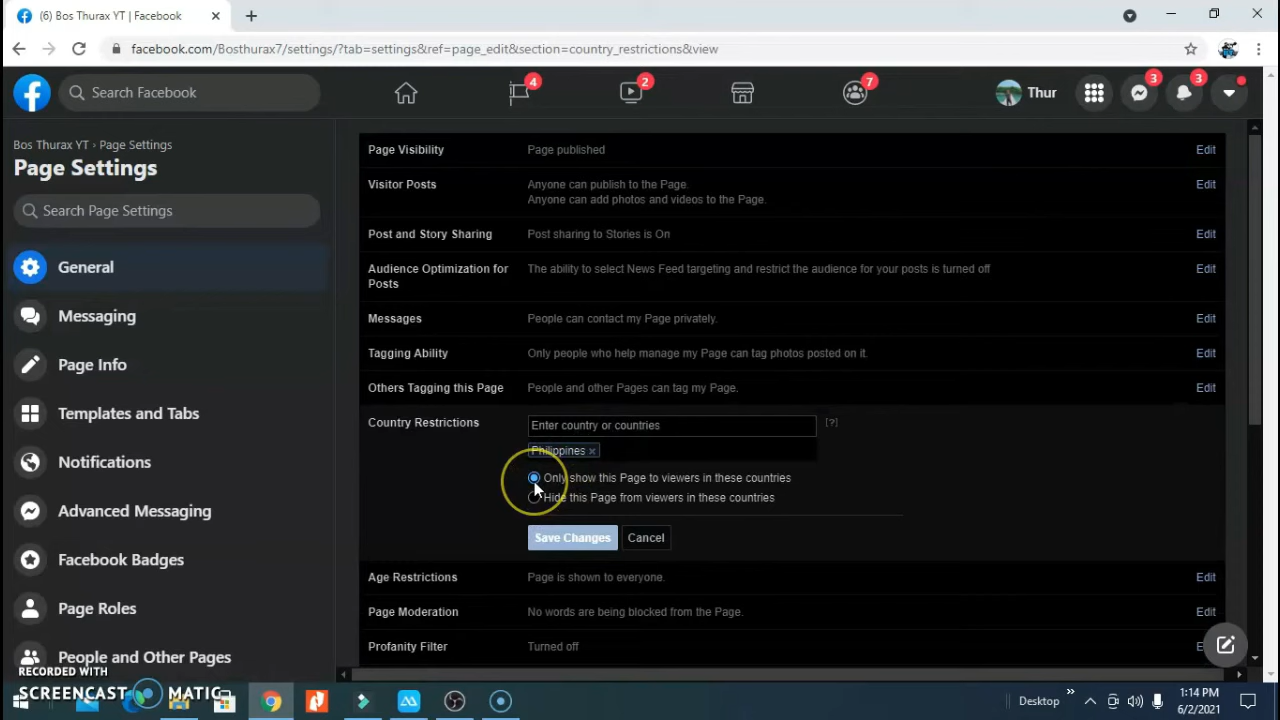 (6) Bos Thurax YT | Facebook
facebook.com/Bosthurax7/settings/?tab=settings&ref=page_edit&section=country_restrictions&view
Search Facebook
4
2
7
Thur
3
3
Bos Thurax YT › Page Settings
Page Settings
Search Page Settings
General
Messaging
Page Info
Templates and Tabs
Notifications
Advanced Messaging
Facebook Badges
Page Roles
People and Other Pages
Page Visibility
Page published
Edit
Visitor Posts
Anyone can publish to the Page.
Anyone can add photos and videos to the Page.
Edit
Post and Story Sharing
Post sharing to Stories is On
Edit
Audience Optimization for
Posts
The ability to select News Feed targeting and restrict the audience for your posts is turned off
Edit
Messages
People can contact my Page privately.
Edit
Tagging Ability
Only people who help manage my Page can tag photos posted on it.
Edit
Others Tagging this Page
People and other Pages can tag my Page.
Edit
Country Restrictions
Enter country or countries
[?]
Philippines x
Only show this Page to viewers in these countries
Hide this Page from viewers in these countries
Save Changes
Cancel
Age Restrictions
Page is shown to everyone.
Edit
Page Moderation
No words are being blocked from the Page.
Edit
Profanity Filter
Turned off
RECORDED WITH
SCREENCAST MATIC
Desktop
1:14 PM
6/2/2021